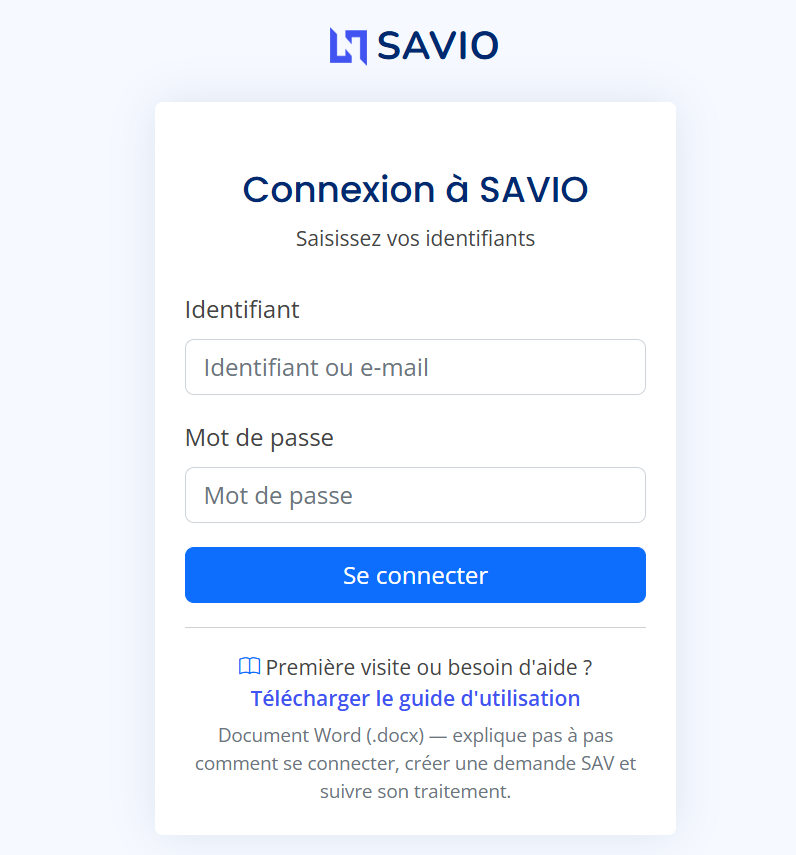 SAVIO
Connexion à SAVIO
Saisissez vos identifiants
Identifiant
Identifiant ou e-mail
Mot de passe
Mot de passe
Se connecter
Première visite ou besoin d'aide ?
Télécharger le guide d'utilisation
Document Word (.docx) — explique pas à pas
comment se connecter, créer une demande SAV et
suivre son traitement.